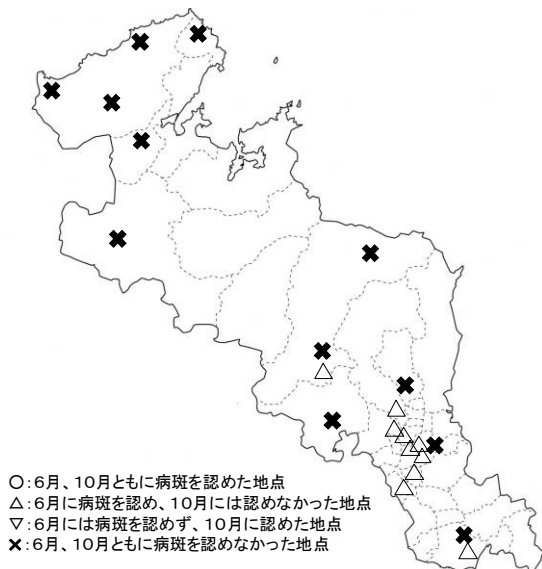 ○:6月、10月ともに病斑を認めた地点
△:6月に病斑を認め、10月には認めなかった地点
▽:6月には病斑を認めず、10月に認めた地点
✖:6月、10月ともに病斑を認めなかった地点